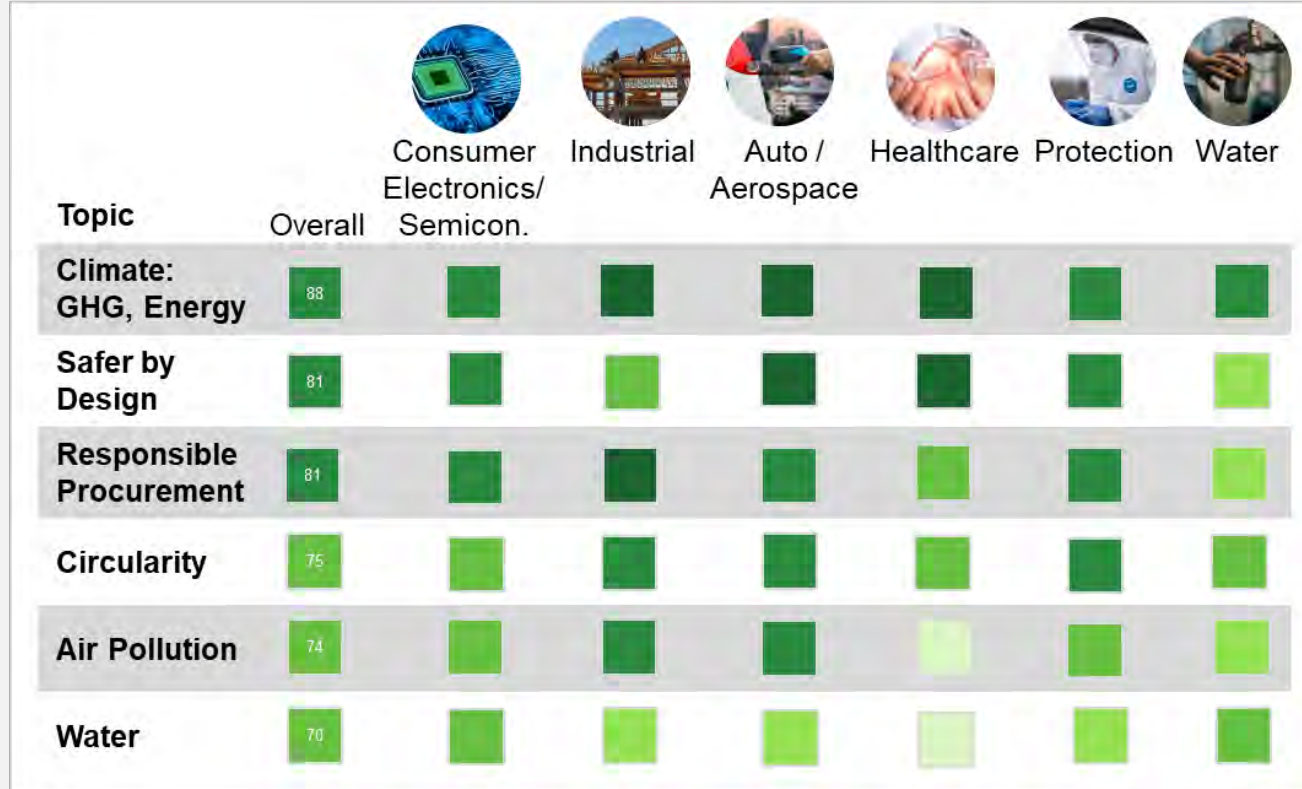 Consumer
Electronics/
Semicon.
Industrial
Auto /
Aerospace
Healthcare
Protection
Water
Topic
Overall
Climate:
GHG, Energy
88
Safer by
Design
81
Responsible
Procurement
81
Circularity
75
Air Pollution
74
Water
70